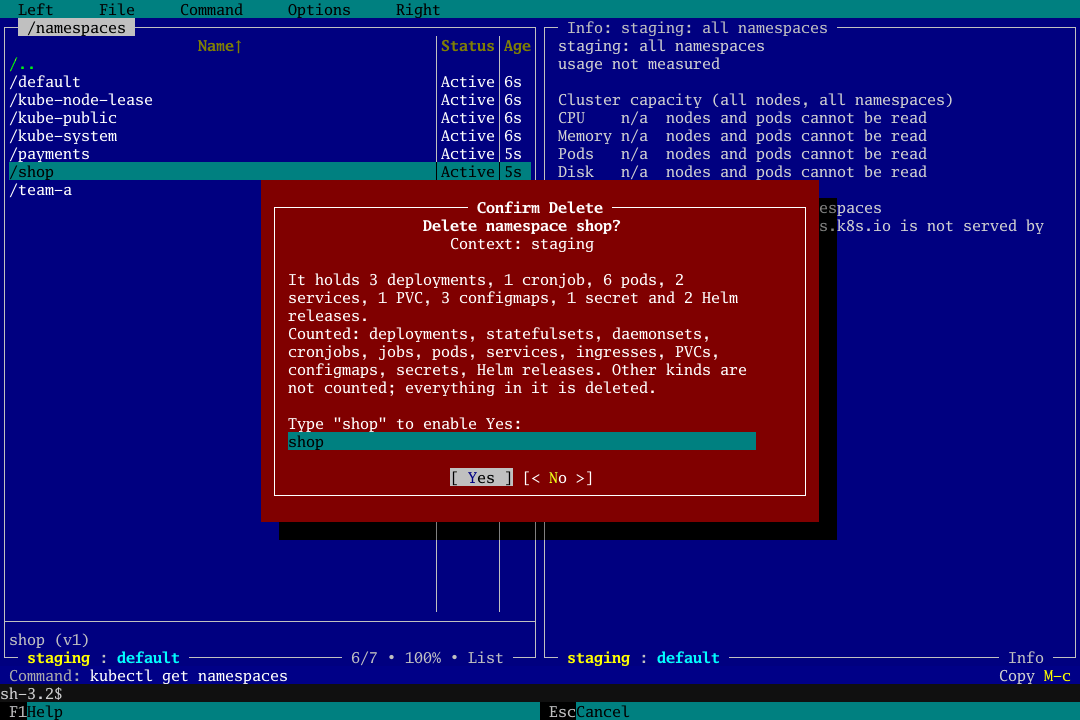 Left File Command Options Right
/namespaces
Info: staging: all namespaces
Name↑ Status Age
staging: all namespaces
/..
usage not measured
/default Active 6s
/kube-node-lease Active 6s
Cluster capacity (all nodes, all namespaces)
/kube-public Active 6s
CPU n/a nodes and pods cannot be read
/kube-system Active 6s
Memory n/a nodes and pods cannot be read
/payments Active 5s
Pods n/a nodes and pods cannot be read
/shop Active 5s
Disk n/a nodes and pods cannot be read
/team-a
Confirm Delete
espaces
Delete namespace shop?
s.k8s.io is not served by
Context: staging
It holds 3 deployments, 1 cronjob, 6 pods, 2
services, 1 PVC, 3 configmaps, 1 secret and 2 Helm
releases.
Counted: deployments, statefulsets, daemonsets,
cronjobs, jobs, pods, services, ingresses, PVCs,
configmaps, secrets, Helm releases. Other kinds are
not counted; everything in it is deleted.
Type "shop" to enable Yes:
shop
[ Yes ] [< No >]
shop (v1)
staging : default 6/7 • 100% • List
staging : default Info
Command: kubectl get namespaces
Copy M-c
sh-3.2$
F1Help EscCancel